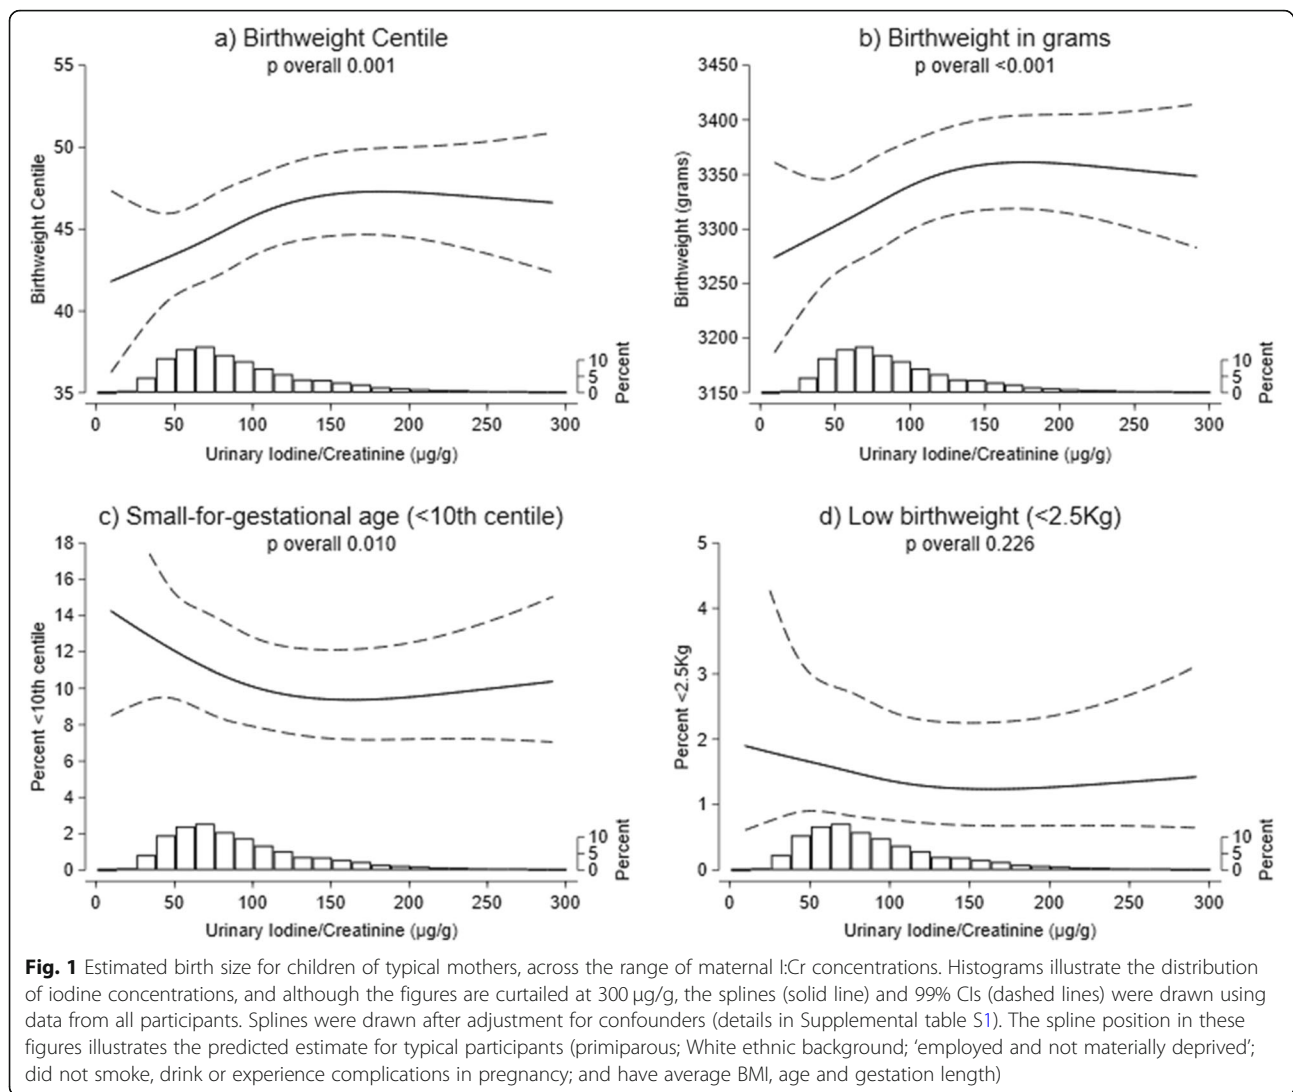 a) Birthweight Centile
p overall 0.001
55
50
45
40
35
Birthweight Centile
10
5
0
Percent
0 50 100 150 200 250 300
Urinary Iodine/Creatinine (µg/g)
b) Birthweight in grams
p overall <0.001
3450
3400
3350
3300
3250
3200
3150
Birthweight (grams)
10
5
0
Percent
0 50 100 150 200 250 300
Urinary Iodine/Creatinine (µg/g)
c) Small-for-gestational age (<10th centile)
p overall 0.010
18
16
14
12
10
8
6
4
2
0
Percent <10th centile
10
5
0
Percent
0 50 100 150 200 250 300
Urinary Iodine/Creatinine (µg/g)
d) Low birthweight (<2.5Kg)
p overall 0.226
5
4
3
2
1
0
Percent <2.5Kg
10
5
0
Percent
0 50 100 150 200 250 300
Urinary Iodine/Creatinine (µg/g)
Fig. 1 Estimated birth size for children of typical mothers, across the range of maternal I:Cr concentrations. Histograms illustrate the distribution
of iodine concentrations, and although the figures are curtailed at 300 µg/g, the splines (solid line) and 99% CIs (dashed lines) were drawn using
data from all participants. Splines were drawn after adjustment for confounders (details in Supplemental table S1). The spline position in these
figures illustrates the predicted estimate for typical participants (primiparous; White ethnic background; ‘employed and not materially deprived’;
did not smoke, drink or experience complications in pregnancy; and have average BMI, age and gestation length)